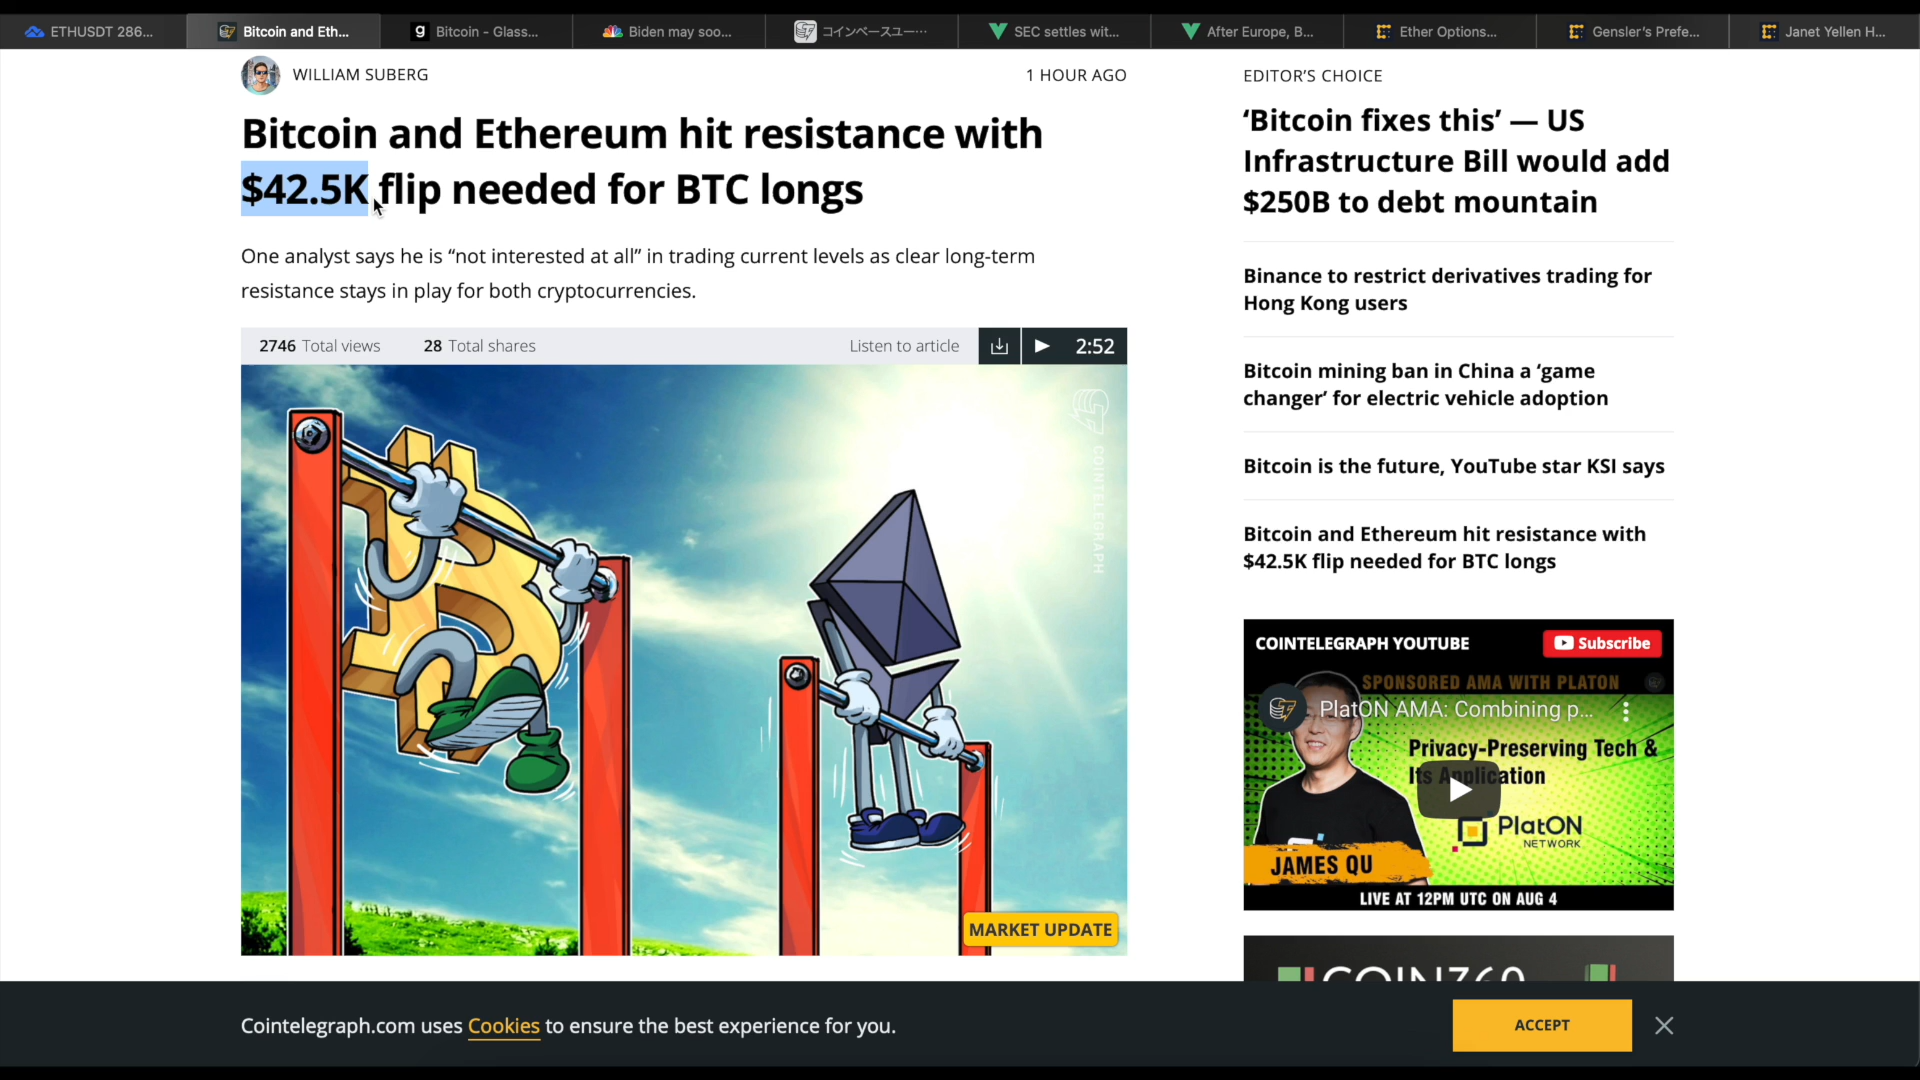 ETHUSDT 286...
Bitcoin and Eth...
Bitcoin - Glass...
Biden may soo...
コインベースユー…
SEC settles wit...
After Europe, B...
Ether Options...
Gensler's Prefe...
Janet Yellen H...
WILLIAM SUBERG
1 HOUR AGO
Bitcoin and Ethereum hit resistance with
$42.5K flip needed for BTC longs
One analyst says he is “not interested at all” in trading current levels as clear long-term
resistance stays in play for both cryptocurrencies.
2746 Total views
28 Total shares
Listen to article
2:52
COINTELEGRAPH
MARKET UPDATE
EDITOR’S CHOICE
‘Bitcoin fixes this’ — US
Infrastructure Bill would add
$250B to debt mountain
Binance to restrict derivatives trading for
Hong Kong users
Bitcoin mining ban in China a ‘game
changer’ for electric vehicle adoption
Bitcoin is the future, YouTube star KSI says
Bitcoin and Ethereum hit resistance with
$42.5K flip needed for BTC longs
COINTELEGRAPH YOUTUBE
Subscribe
SPONSORED AMA WITH PLATON
PlatON AMA: Combining p...
Privacy-Preserving Tech &
Its Application
PlatON
NETWORK
JAMES QU
LIVE AT 12PM UTC ON AUG 4
COIN360
Cointelegraph.com uses Cookies to ensure the best experience for you.
ACCEPT